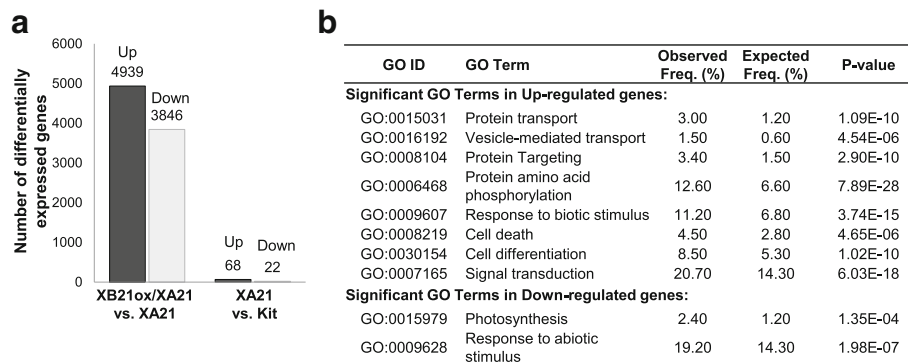 a
6000
5000
4000
3000
2000
1000
0
Number of differentially
expressed genes
Up
4939
Down
3846
Up
68
Down
22
XB21ox/XA21
vs. XA21
XA21
vs. Kit
b
GO ID GO Term Observed Freq. (%) Expected Freq. (%) P-value
Significant GO Terms in Up-regulated genes:
GO:0015031 Protein transport 3.00 1.20 1.09E-10
GO:0016192 Vesicle-mediated transport 1.50 0.60 4.54E-06
GO:0008104 Protein Targeting 3.40 1.50 2.90E-10
GO:0006468 Protein amino acid phosphorylation 12.60 6.60 7.89E-28
GO:0009607 Response to biotic stimulus 11.20 6.80 3.74E-15
GO:0008219 Cell death 4.50 2.80 4.65E-06
GO:0030154 Cell differentiation 8.50 5.30 1.02E-10
GO:0007165 Signal transduction 20.70 14.30 6.03E-18
Significant GO Terms in Down-regulated genes:
GO:0015979 Photosynthesis 2.40 1.20 1.35E-04
GO:0009628 Response to abiotic stimulus 19.20 14.30 1.98E-07